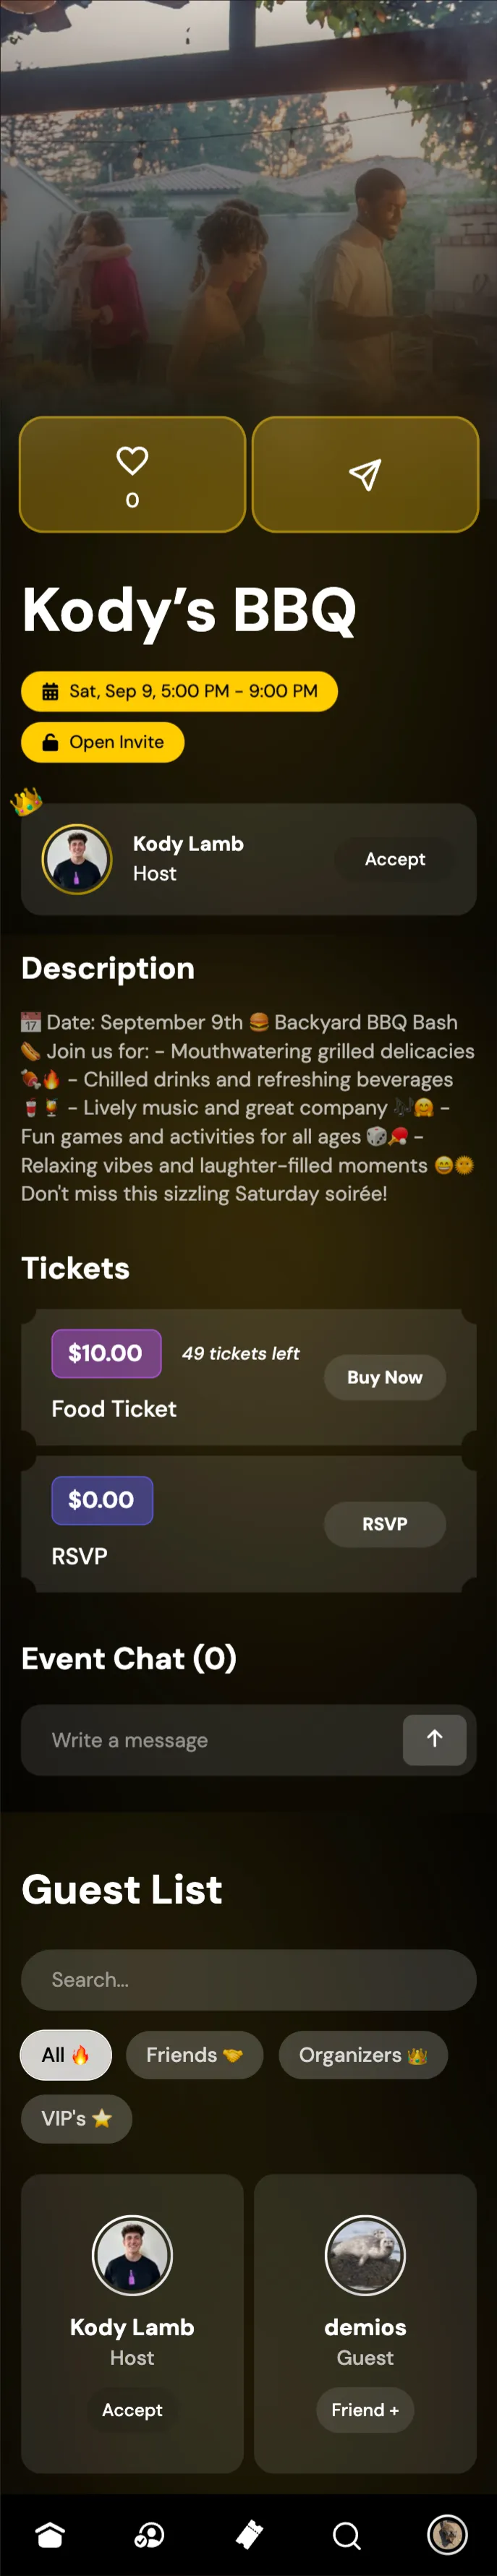 0
Kody’s BBQ
Sat, Sep 9, 5:00 PM - 9:00 PM
Open Invite
Kody Lamb
Host
Accept
Description
📅 Date: September 9th 🍔 Backyard BBQ Bash
🌭 Join us for: - Mouthwatering grilled delicacies
🍖🔥 - Chilled drinks and refreshing beverages
🥤🍹 - Lively music and great company 🎶🤗 -
Fun games and activities for all ages 🎲🏓 -
Relaxing vibes and laughter-filled moments 😄🌞
Don't miss this sizzling Saturday soirée!
Tickets
$10.00
49 tickets left
Buy Now
Food Ticket
$0.00
RSVP
RSVP
Event Chat (0)
Write a message
Guest List
Search...
All 🔥
Friends 🤝
Organizers 👑
VIP's ⭐
Kody Lamb
Host
Accept
demios
Guest
Friend +